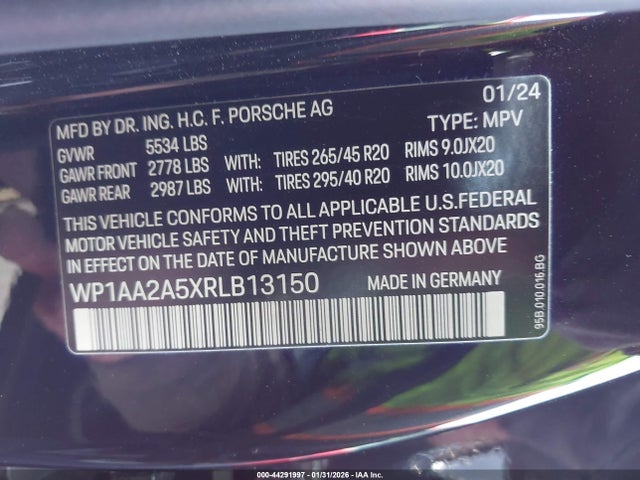 MFD BY DR. ING. H.C. F. PORSCHE AG 01/24
GVWR 5534 LBS TYPE: MPV
GAWR FRONT 2778 LBS WITH: TIRES 265/45 R20 RIMS 9.0JX20
GAWR REAR 2987 LBS WITH: TIRES 295/40 R20 RIMS 10.0JX20
THIS VEHICLE CONFORMS TO ALL APPLICABLE U.S.FEDERAL
MOTOR VEHICLE SAFETY AND THEFT PREVENTION STANDARDS
IN EFFECT ON THE DATE OF MANUFACTURE SHOWN ABOVE
WP1AA2A5XRLB13150 MADE IN GERMANY
95B.010.016.BG
000-44291997 - 01/31/2026 - IAA Inc.